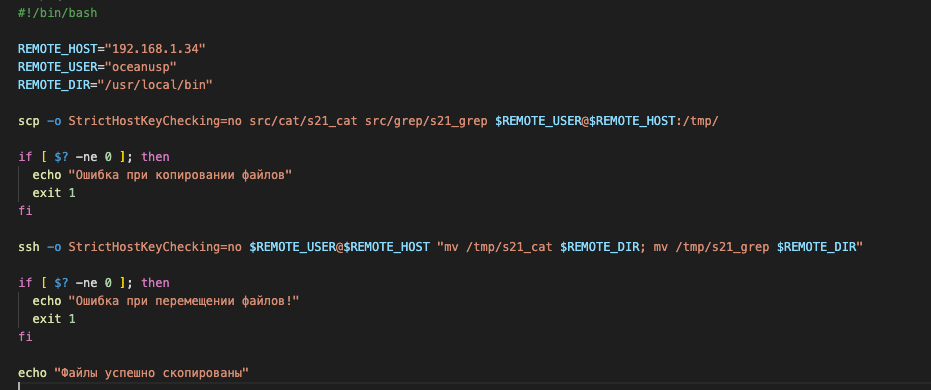 #!/bin/bash
REMOTE_HOST="192.168.1.34"
REMOTE_USER="oceanusp"
REMOTE_DIR="/usr/local/bin"
scp -o StrictHostKeyChecking=no src/cat/s21_cat src/grep/s21_grep $REMOTE_USER@$REMOTE_HOST:/tmp/
if [ $? -ne 0 ]; then
echo "Ошибка при копировании файлов"
exit 1
fi
ssh -o StrictHostKeyChecking=no $REMOTE_USER@$REMOTE_HOST "mv /tmp/s21_cat $REMOTE_DIR; mv /tmp/s21_grep $REMOTE_DIR"
if [ $? -ne 0 ]; then
echo "Ошибка при перемещении файлов!"
exit 1
fi
echo "Файлы успешно скопированы"